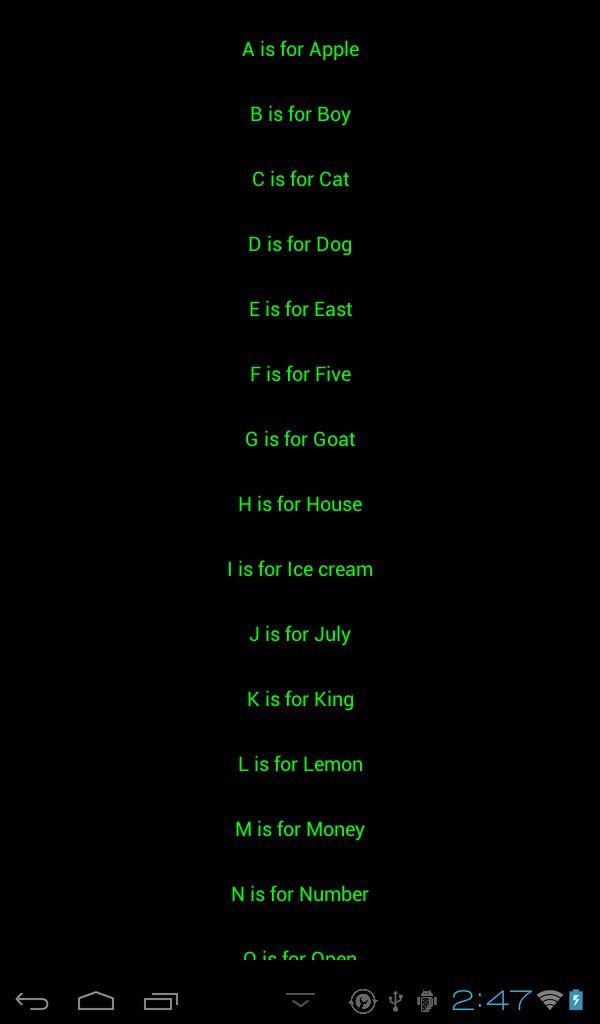 A is for Apple
B is for Boy
C is for Cat
D is for Dog
E is for East
F is for Five
G is for Goat
H is for House
I is for Ice cream
J is for July
K is for King
L is for Lemon
M is for Money
N is for Number
O is for Open
2:47